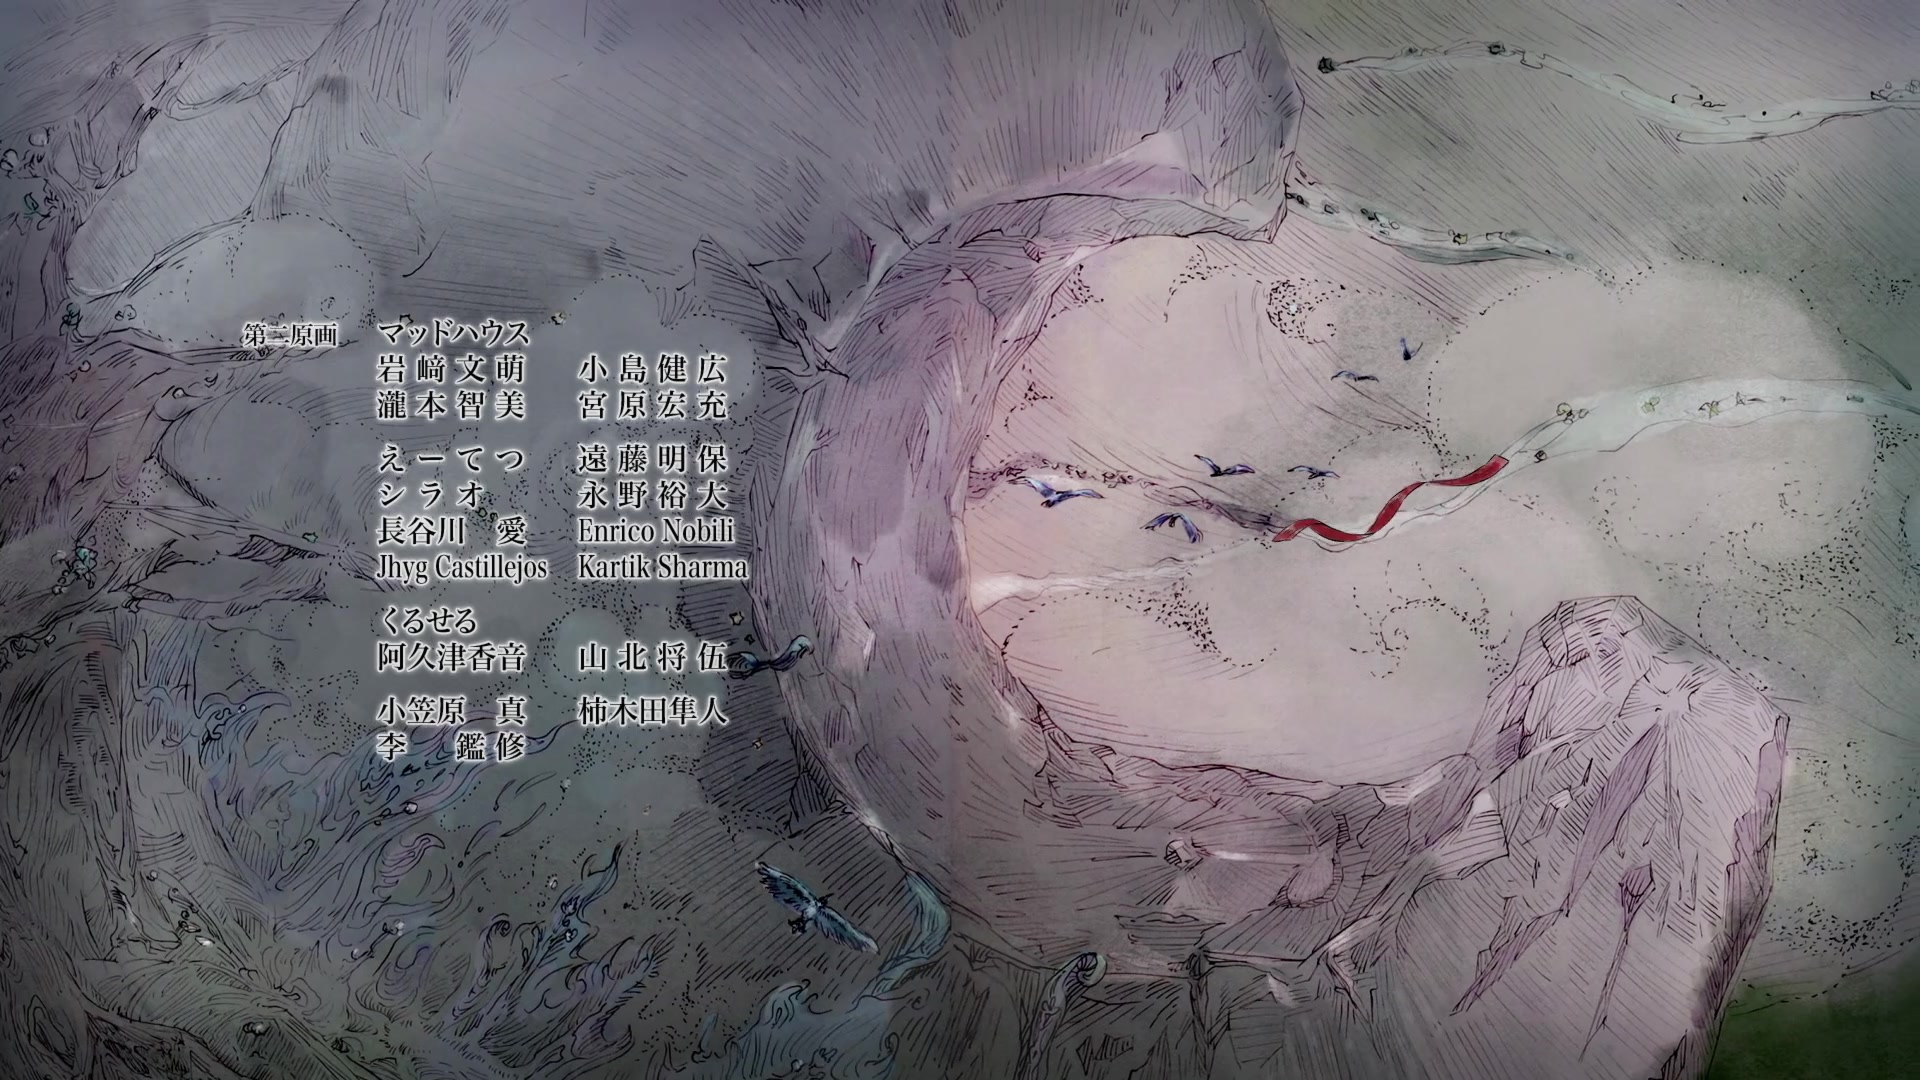 第二原画 マッドハウス
岩﨑文萌 小島健広
瀧本智美 宮原宏充
えーてつ 遠藤明保
シラオ 永野裕大
長谷川 愛 Enrico Nobili
Jhyg Castillejos Kartik Sharma
くるせる
阿久津香音 山北将伍
小笠原 真 柿木田隼人
李 鑑修